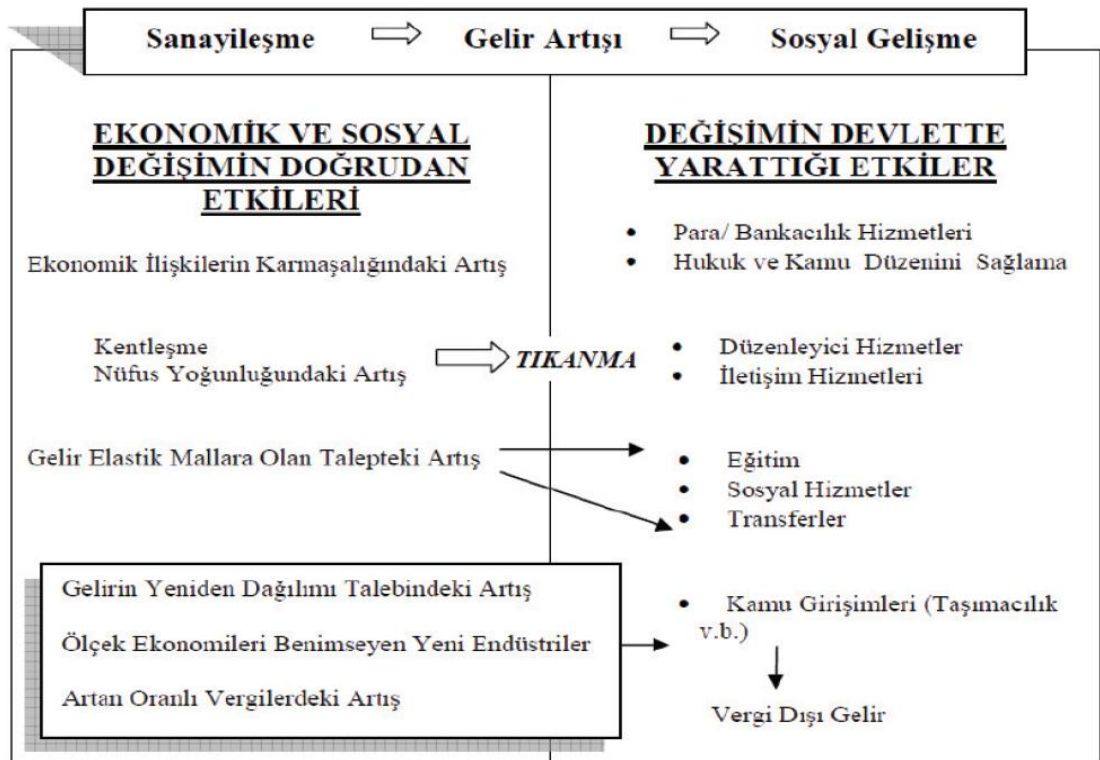 Sanayileşme Gelir Artışı Sosyal Gelişme
EKONOMİK VE SOSYAL
DEĞİŞİMİN DOĞRUDAN
ETKİLERİ
Ekonomik İlişkilerin Karmaşalığındaki Artış
Kentleşme
Nüfus Yoğunluğundaki Artış
TIKANMA
Gelir Elastik Mallara Olan Talepteki Artış
Gelirin Yeniden Dağılımı Talebindeki Artış
Ölçek Ekonomileri Benimseyen Yeni Endüstriler
Artan Oranlı Vergilerdeki Artış
DEĞİŞİMİN DEVLETTE
YARATTIĞI ETKİLER
• Para/ Bankacılık Hizmetleri
• Hukuk ve Kamu Düzenini Sağlama
• Düzenleyici Hizmetler
• İletişim Hizmetleri
• Eğitim
• Sosyal Hizmetler
• Transferler
• Kamu Girişimleri (Taşımacılık
v.b.)
Vergi Dışı Gelir